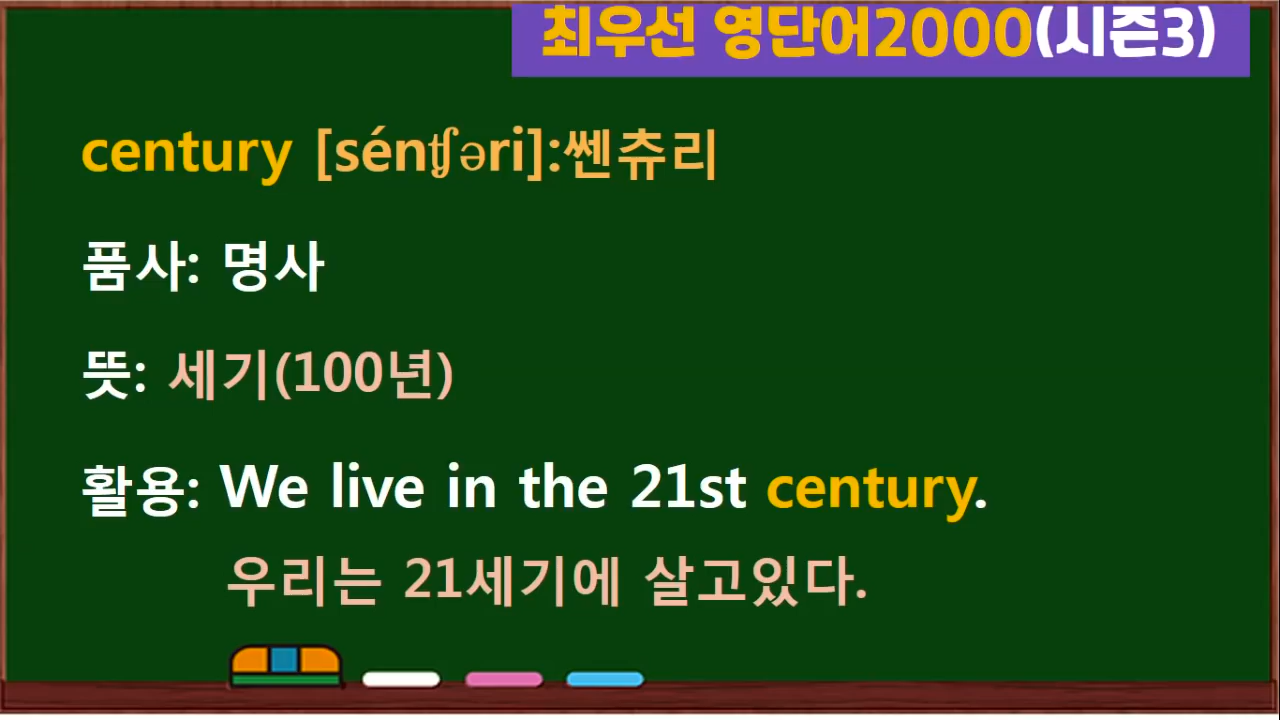 최우선 영단어2000(시즌3)
century [séntʃəri]:쎈츄리
품사: 명사
뜻: 세기(100년)
활용: We live in the 21st century.
우리는 21세기에 살고있다.